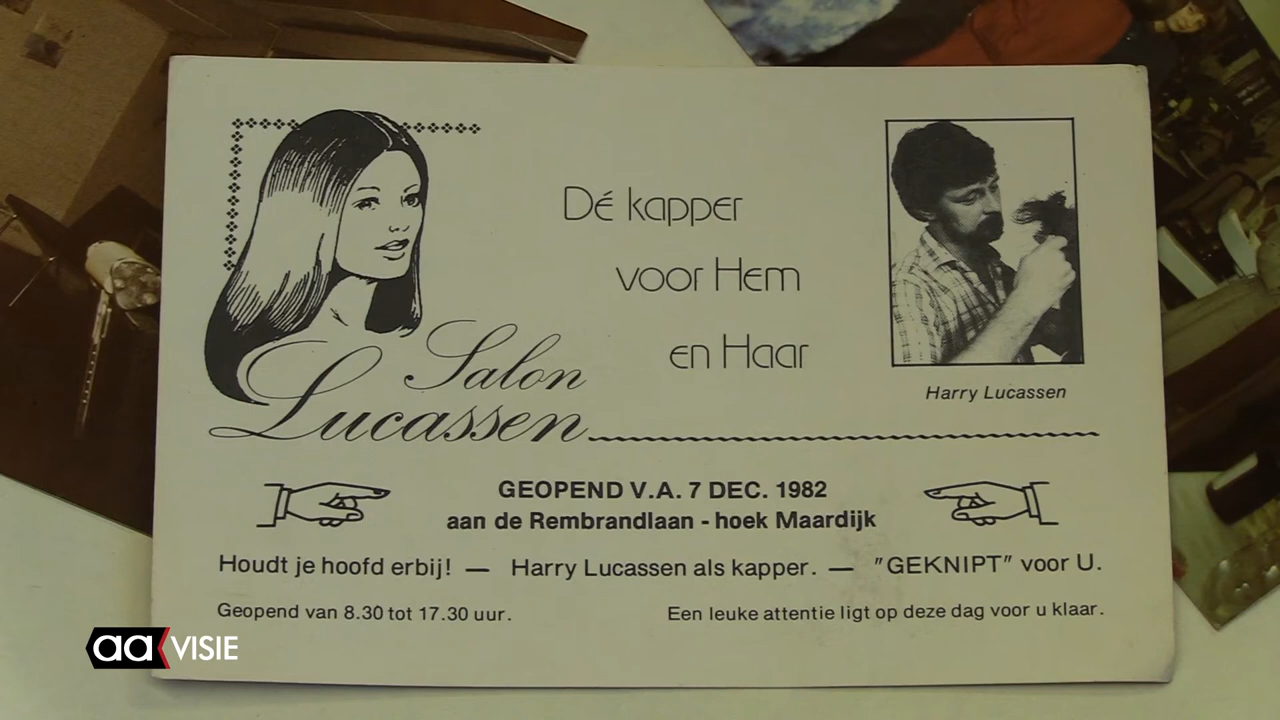 Dé kapper
voor Hem
en Haar
Salon
Lucassen
Harry Lucassen
GEOPEND V.A. 7 DEC. 1982
aan de Rembrandlaan - hoek Maardijk
Houdt je hoofd erbij! — Harry Lucassen als kapper. — "GEKNIPT" voor U.
Geopend van 8.30 tot 17.30 uur. Een leuke attentie ligt op deze dag voor u klaar.
aa VISIE